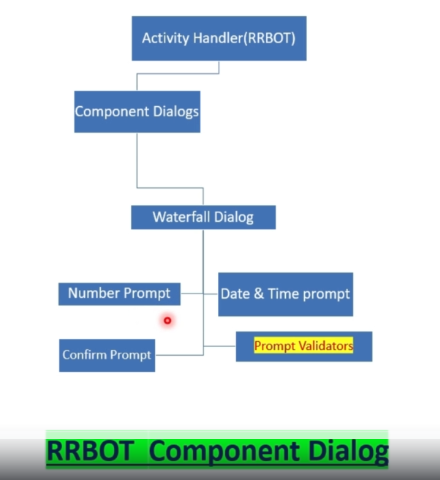 Activity Handler(RRBOT)
Component Dialogs
Waterfall Dialog
Number Prompt
Date & Time prompt
Confirm Prompt
Prompt Validators
RRBOT Component Dialog